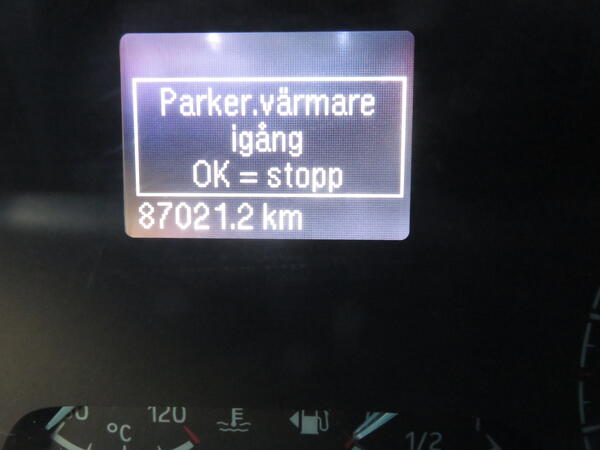 Parker.värmare
igång
OK = stopp
87021.2 km
120
°C
1/2